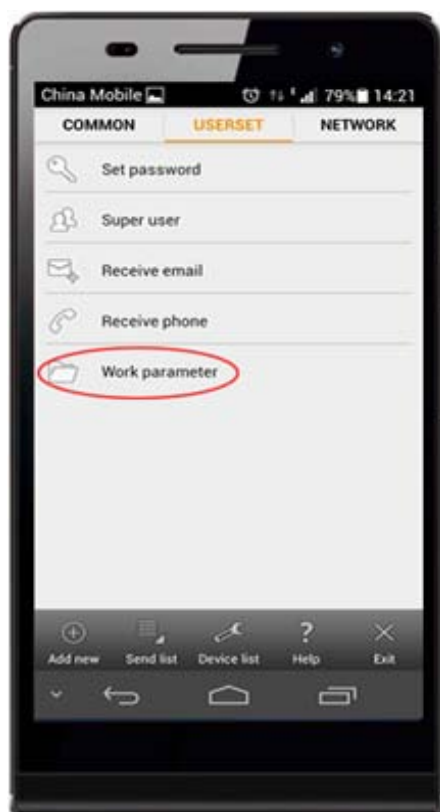 China Mobile 79% 14:21
COMMON USERSET NETWORK
Set password
Super user
Receive email
Receive phone
Work parameter
Add new Send list Device list Help Exit